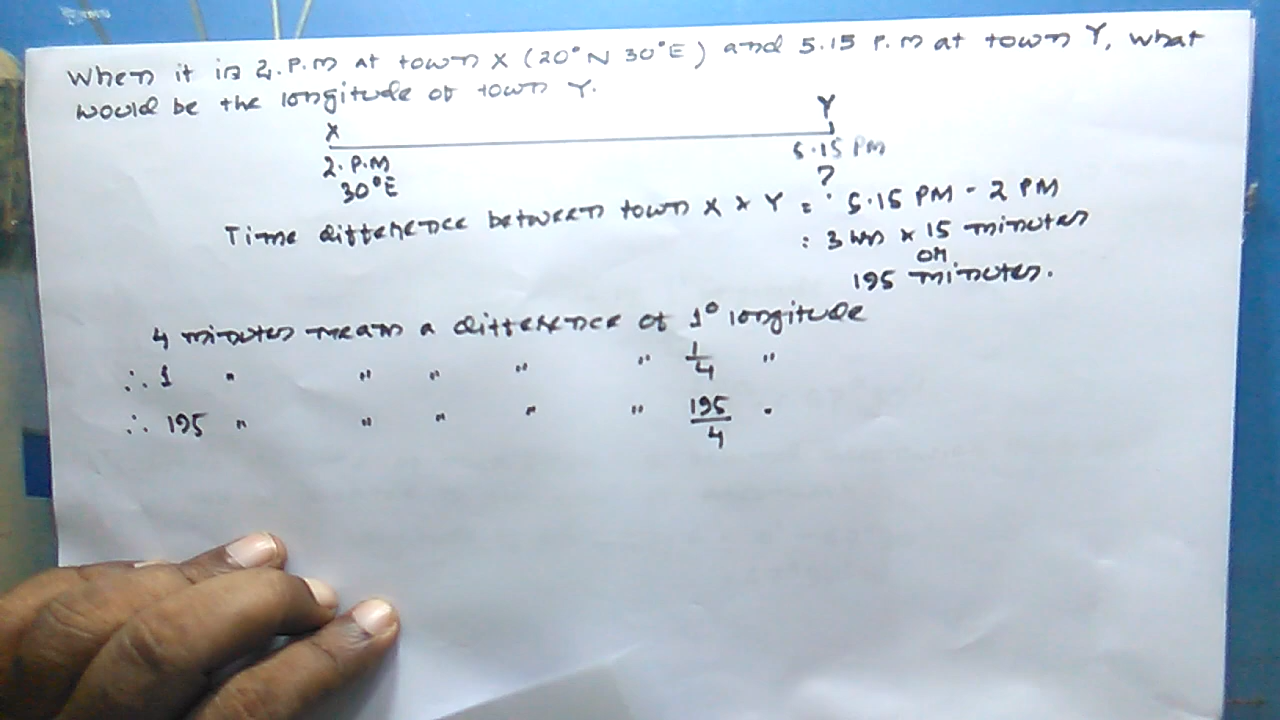 When it is 2. P.M at town X (20°N 30°E) and 5.15 P.M at town Y, what
would be the longitude of town Y.
X Y
2. P.M 5.15 PM
30°E ?
Time difference between town X & Y = 5.15 PM - 2 PM
= 3 hrs & 15 minutes
or
195 minutes.
4 minutes mean a difference of 1° longitude
∴ 1 " " " " " 1/4 "
∴ 195 " " " " " 195/4 "